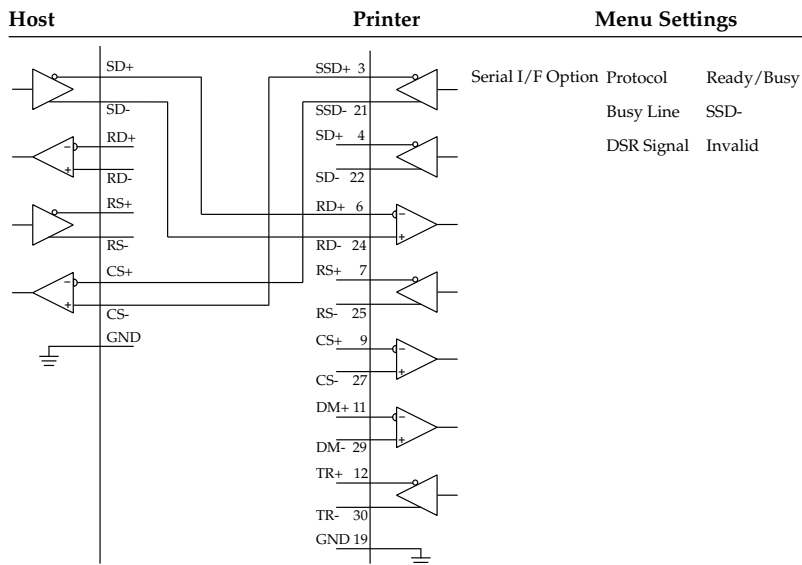 Host Printer Menu Settings
SD+ SSD+ 3 Serial I/F Option Protocol Ready/Busy
SD- SSD- 21 Busy Line SSD-
RD+ SD+ 4 DSR Signal Invalid
RD- SD- 22
RS+ RD+ 6
RS- RD- 24
CS+ RS+ 7
CS- RS- 25
GND CS+ 9
CS- 27
DM+ 11
DM- 29
TR+ 12
TR- 30
GND 19